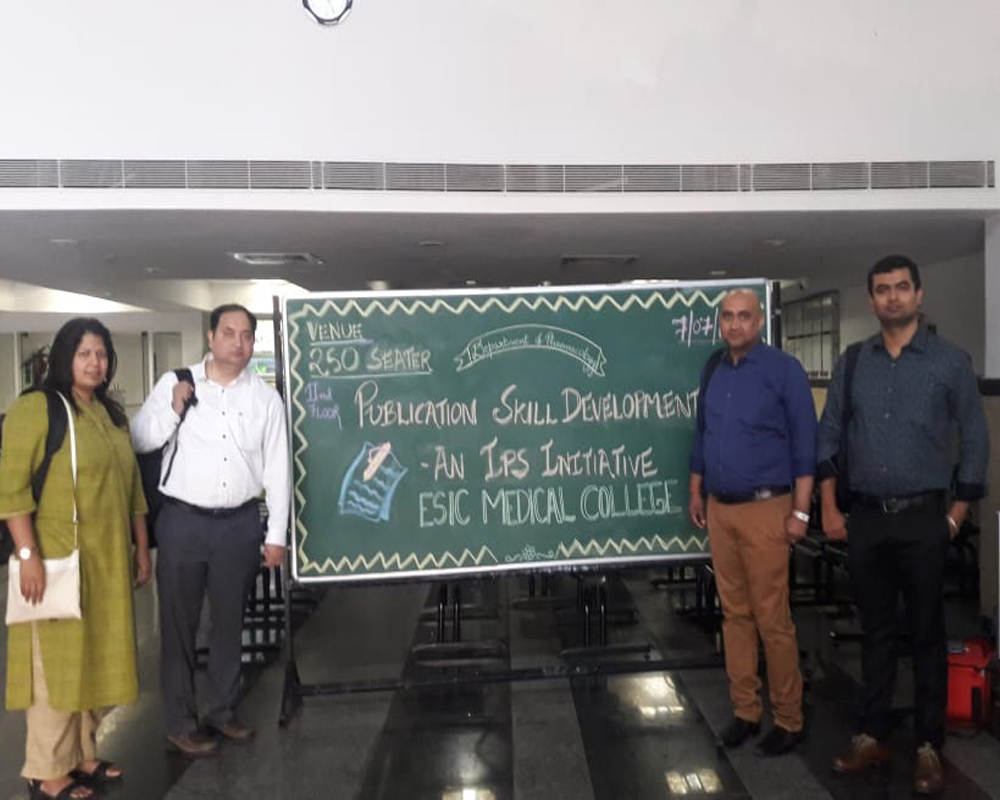 VENUE
250 SEATER
IInd
FLOOR
Department of Pharmacology
7/07/
PUBLICATION SKILL DEVELOPMENT
-AN IPS INITIATIVE
ESIC MEDICAL COLLEGE